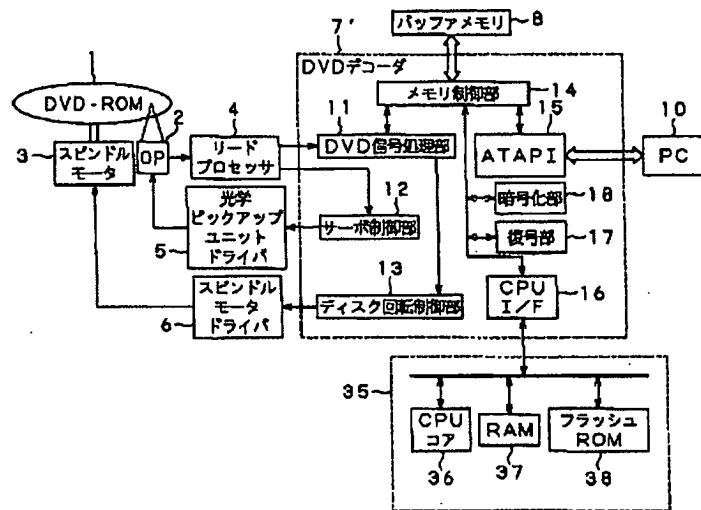 バッファメモリ
8
7'
DVDデコーダ
1
DVD-ROM
2
3
スピンドル
モータ
OP
4
リード
プロセッサ
11
DVD信号処理部
メモリ制御部
14
15
ATAPI
10
PC
暗号化部
18
復号部
17
光学
ピックアップ
ユニット
ドライバ
5
12
サーボ制御部
13
ディスク回転制御部
CPU
I/F
16
スピンドル
モータ
ドライバ
6
35
CPU
コア
36
RAM
37
フラッシュ
ROM
38